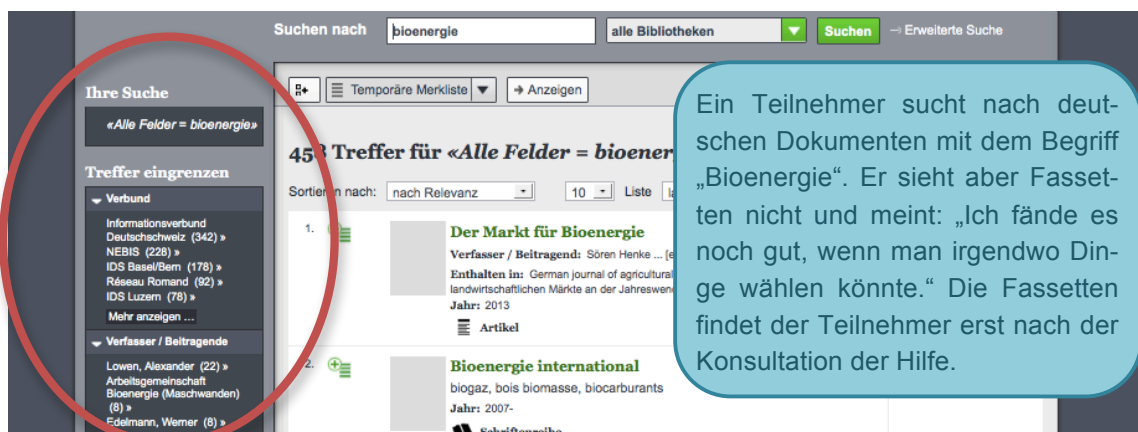 Suchen nach bioenergie alle Bibliotheken Suchen → Erweiterte Suche
Ihre Suche
«Alle Felder = bioenergie»
Treffer eingrenzen
Verbund
Informationsverbund
Deutschschweiz (342) »
NEBIS (228) »
IDS Basel/Bern (178) »
Réseau Romand (92) »
IDS Luzern (78) »
Mehr anzeigen ...
Verfasser / Beitragende
Lowen, Alexander (22) »
Arbeitsgemeinschaft
Bioenergie (Maschwanden)
(8) »
Edelmann, Werner (8) »
Temporäre Merkliste → Anzeigen
458 Treffer für «Alle Felder = bioener
Sortieren nach: nach Relevanz 10 Liste
1. Der Markt für Bioenergie
Verfasser / Beitragend: Sören Henke ... [e
Enthalten in: German journal of agricultural
landwirtschaftlichen Märkte an der Jahreswen
Jahr: 2013
Artikel
2. Bioenergie international
biogaz, bois biomasse, biocarburants
Jahr: 2007-
Schriftenreihe
Ein Teilnehmer sucht nach deut-
schen Dokumenten mit dem Begriff
„Bioenergie“. Er sieht aber Fasset-
ten nicht und meint: „Ich fände es
noch gut, wenn man irgendwo Din-
ge wählen könnte.“ Die Fassetten
findet der Teilnehmer erst nach der
Konsultation der Hilfe.